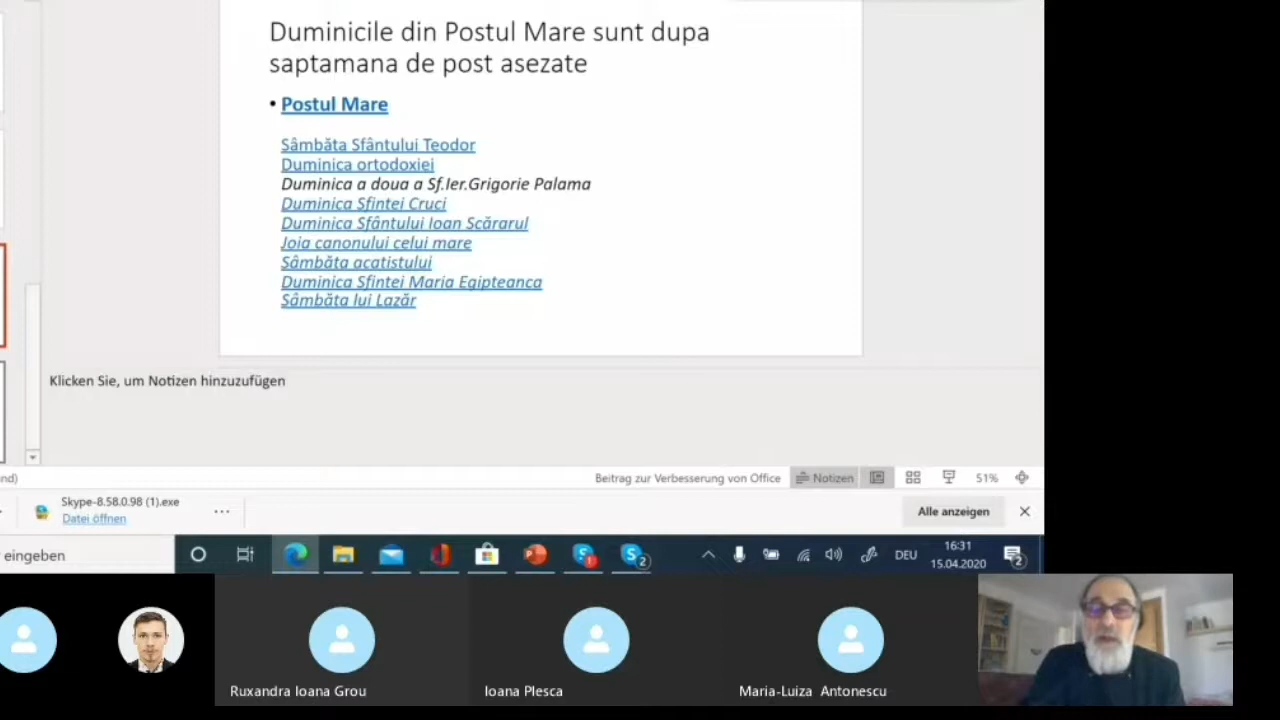 Duminicile din Postul Mare sunt dupa
saptamana de post asezate
• Postul Mare
Sâmbăta Sfântului Teodor
Duminica ortodoxiei
Duminica a doua a Sf.Ier.Grigorie Palama
Duminica Sfintei Cruci
Duminica Sfântului Ioan Scărarul
Joia canonului celui mare
Sâmbăta acatistului
Duminica Sfintei Maria Egipteanca
Sâmbăta lui Lazăr
Klicken Sie, um Notizen hinzuzufügen
nd)
Beitrag zur Verbesserung von Office
Notizen
51%
Skype-8.58.0.98 (1).exe
Datei öffnen
Alle anzeigen
eingeben
1
2
DEU
16:31
15.04.2020
2
Ruxandra Ioana Grou
Ioana Plesca
Maria-Luiza Antonescu